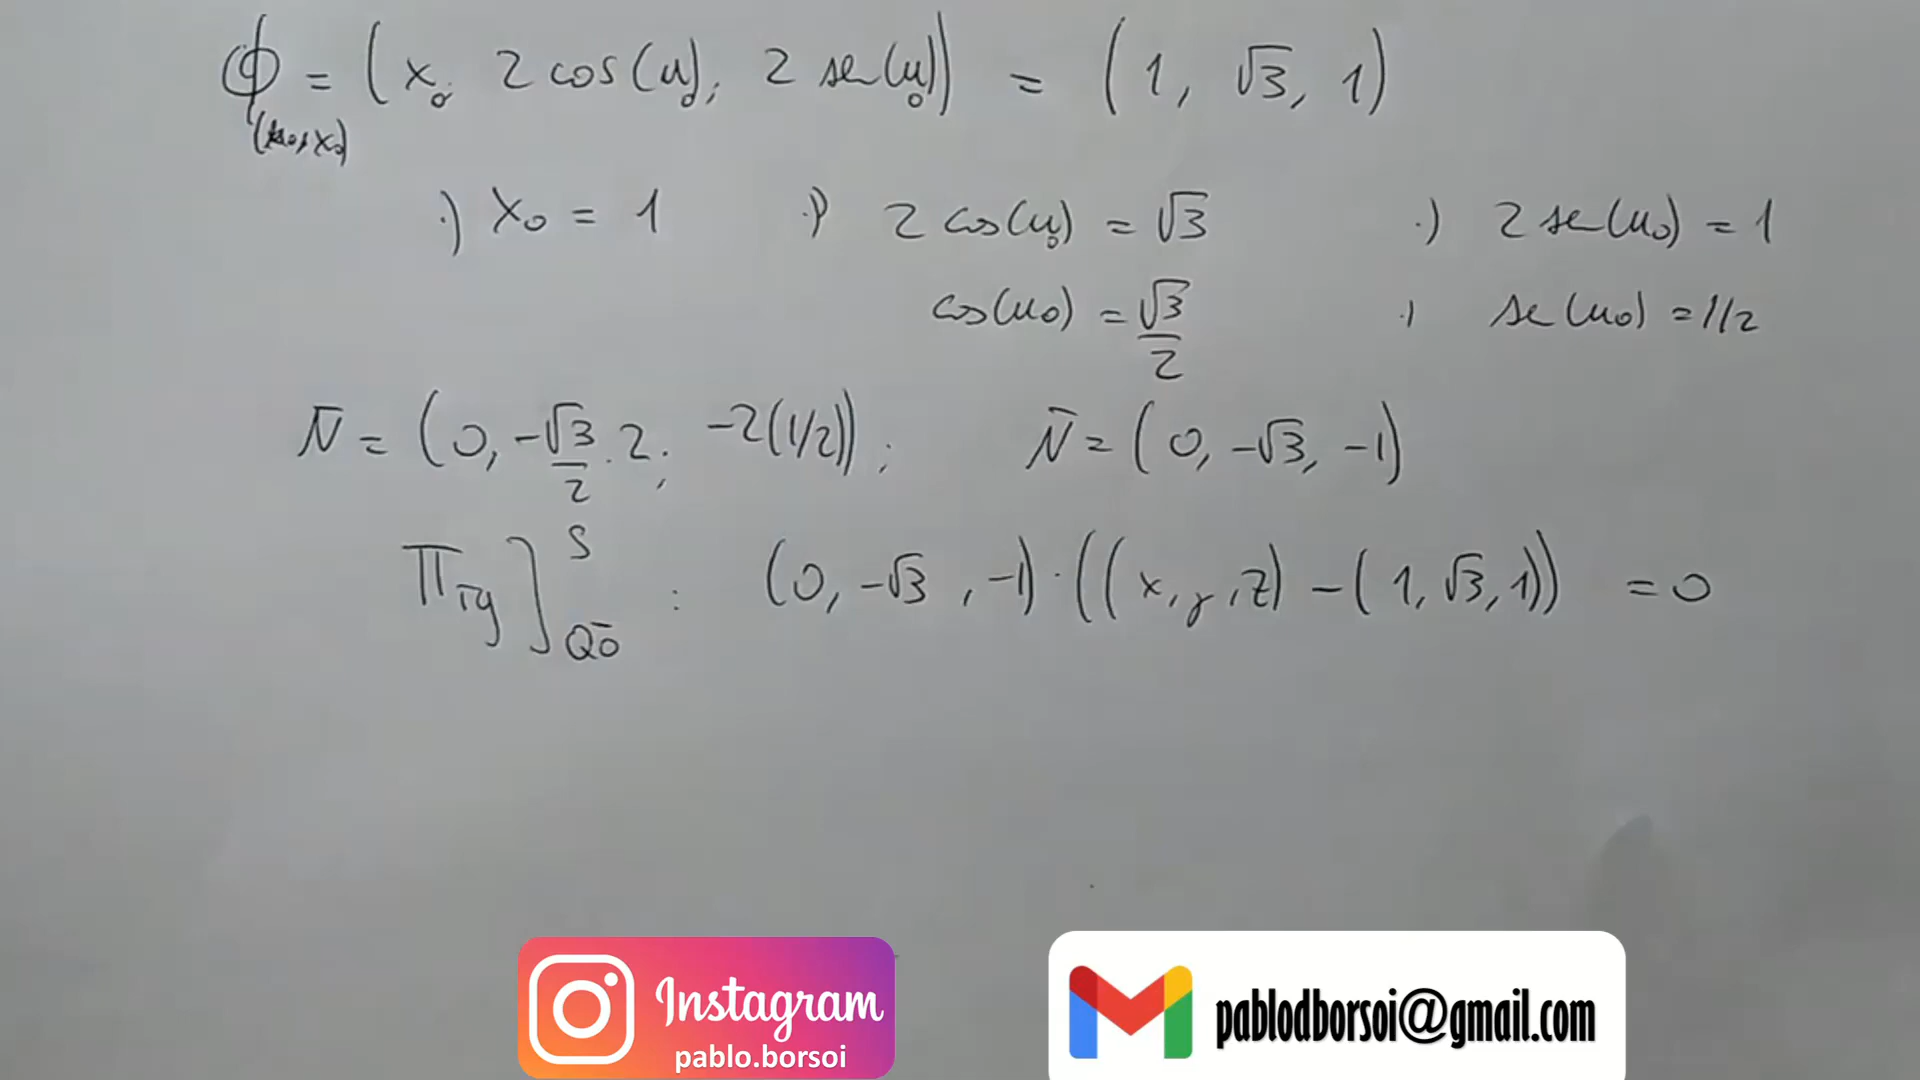 Φ = (x₀, 2 cos(u₀); 2 sen(u₀)) = (1, √3, 1)
(u₀, x₀)
·) x₀ = 1 ·) 2 cos(u₀) = √3 ·) 2 sen(u₀) = 1
cos(u₀) = √3/2 · sen(u₀) = 1/2
N̄ = (0, -√3/2 · 2; -2(1/2)); N̄ = (0, -√3, -1)
π_Tg]^S_Q̄₀ : (0, -√3, -1)·((x, y, z) - (1, √3, 1)) = 0
Instagram
pablo.borsoi
pablodborsoi@gmail.com